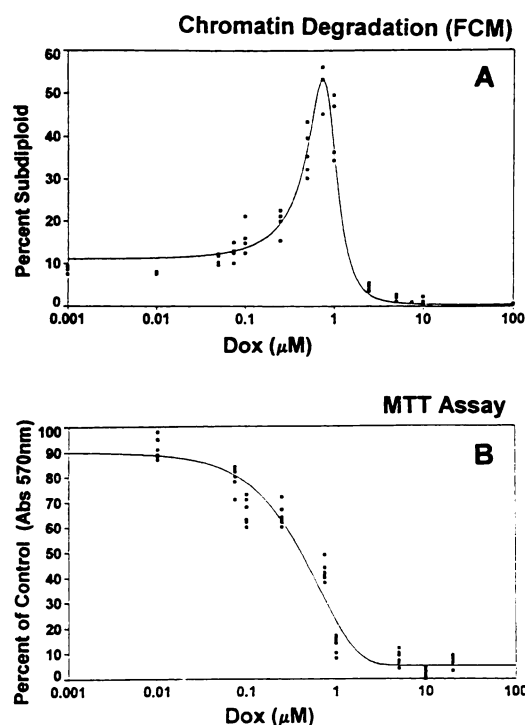 Chromatin Degradation (FCM)
A
Percent Subdiploid
60
50
40
30
20
10
0
0.001 0.01 0.1 1 10 100
Dox (μM)
MTT Assay
B
Percent of Control (Abs 570nm)
100
90
80
70
60
50
40
30
20
10
0
0.001 0.01 0.1 1 10 100
Dox (μM)